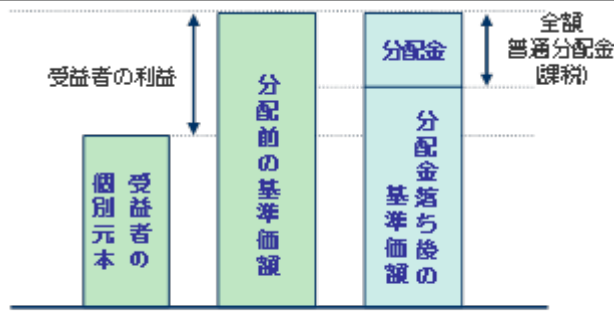 受益者の利益
受益者の
個別元本
分配前の基準価額
分配金
分配金落ち後の
基準価額
全額
普通分配金
(課税)